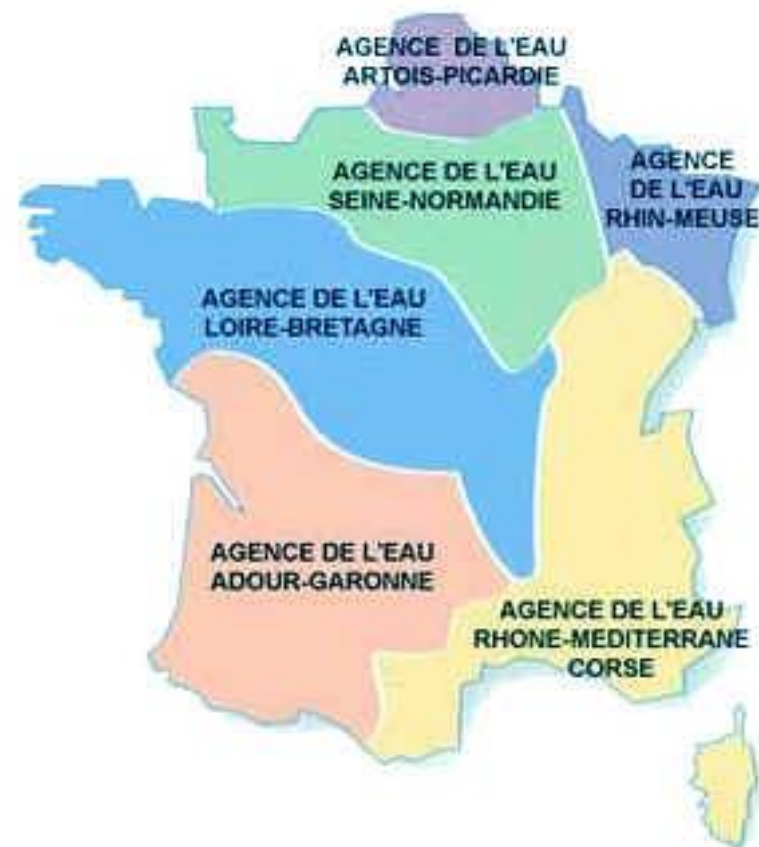 AGENCE DE L'EAU
ARTOIS-PICARDIE
AGENCE DE L'EAU
SEINE-NORMANDIE
AGENCE
DE L'EAU
RHIN-MEUSE
AGENCE DE L'EAU
LOIRE-BRETAGNE
AGENCE DE L'EAU
ADOUR-GARONNE
AGENCE DE L'EAU
RHONE-MEDITERRANE
CORSE